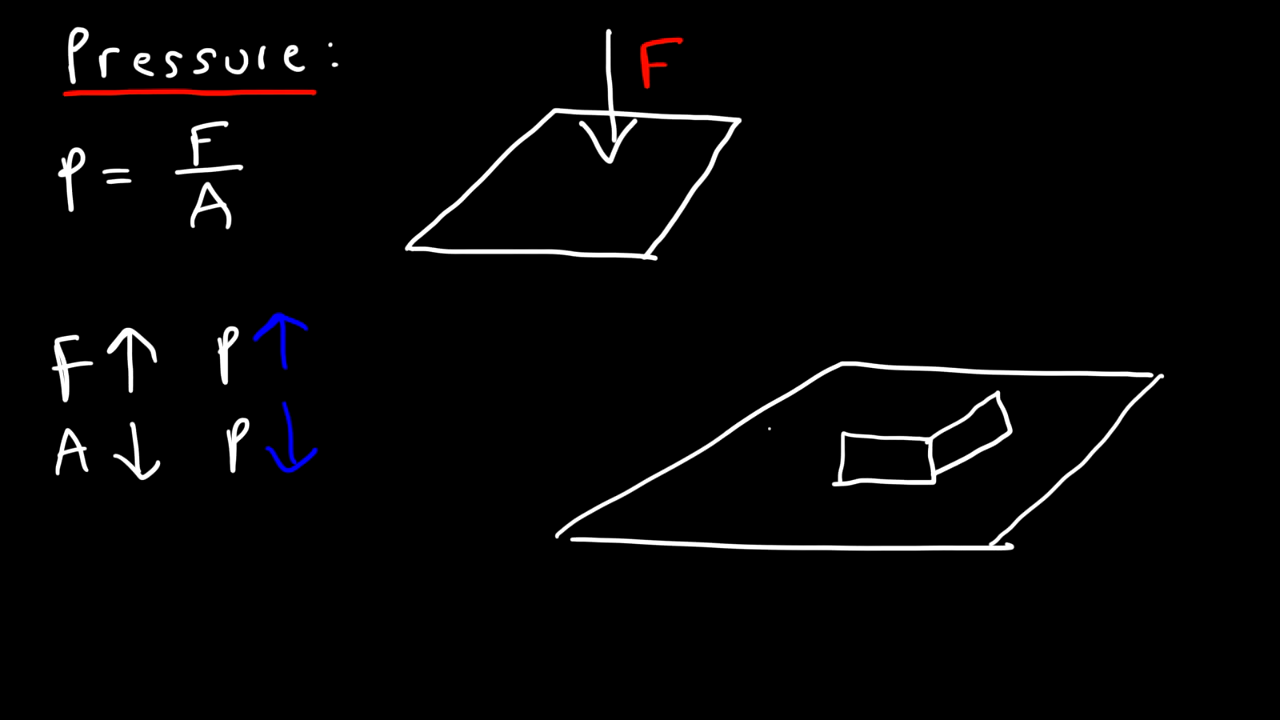 Pressure:
F
P = F/A
F↑ P↑
A↓ P↓